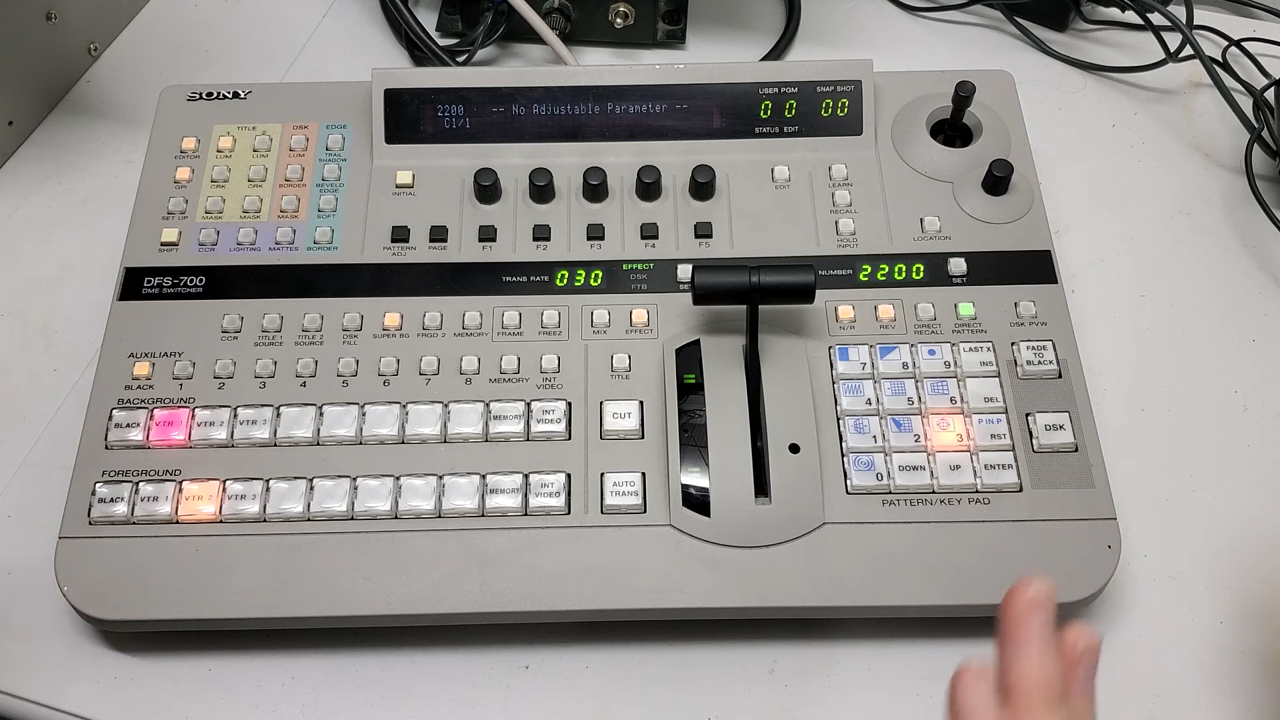 SONY
2200 -- No Adjustable Parameter --
C1/1
USER PGM SNAP SHOT
0 0 00
STATUS EDIT
TITLE DSK EDGE
1 2
EDITOR LUM LUM LUM TRAIL SHADOW
GPI CRK CRK BORDER BEVELD EDGE
SET UP MASK MASK MASK SOFT
SHIFT CCR LIGHTING MATTES BORDER
INITIAL
PATTERN ADJ PAGE F1 F2 F3 F4 F5
EDIT LEARN
RECALL
HOLD INPUT
LOCATION
DFS-700
DME SWITCHER
TRANS RATE 030 EFFECT
DSK
FTB
SET
NUMBER 2200 SET
CCR TITLE 1 SOURCE TITLE 2 SOURCE DSK FILL SUPER BG FRGD 2 MEMORY FRAME FREEZ
MIX EFFECT
N/R REV DIRECT RECALL DIRECT PATTERN DSK PVW
AUXILIARY
BLACK 1 2 3 4 5 6 7 8 MEMORY INT VIDEO
TITLE
BACKGROUND
BLACK VTR 1 VTR 2 VTR 3 MEMORY INT VIDEO
CUT
FOREGROUND
BLACK VTR 1 VTR 2 VTR 3 MEMORY INT VIDEO
AUTO TRANS
7 8 9 LAST X INS
4 5 6 DEL
1 2 3 P IN P RST
0 DOWN UP ENTER
PATTERN/KEY PAD
FADE TO BLACK
DSK